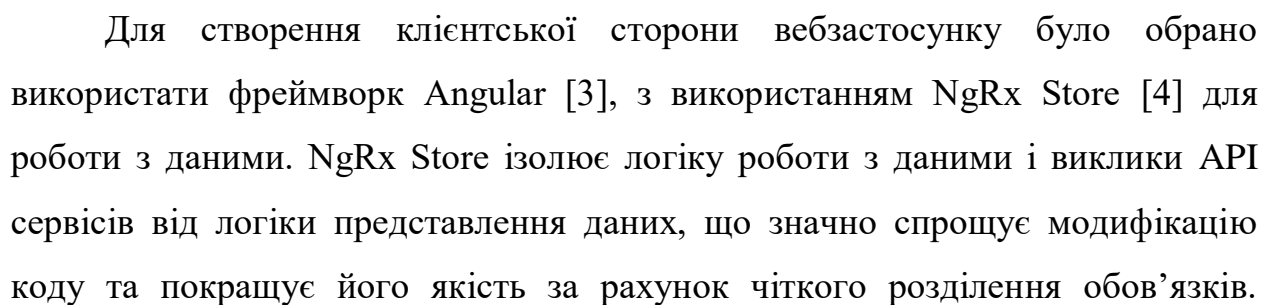 Для створення клієнтської сторони вебзастосунку було обрано
використати фреймворк Angular [3], з використанням NgRx Store [4] для
роботи з даними. NgRx Store ізолює логіку роботи з даними і виклики API
сервісів від логіки представлення даних, що значно спрощує модифікацію
коду та покращує його якість за рахунок чіткого розділення обов’язків.